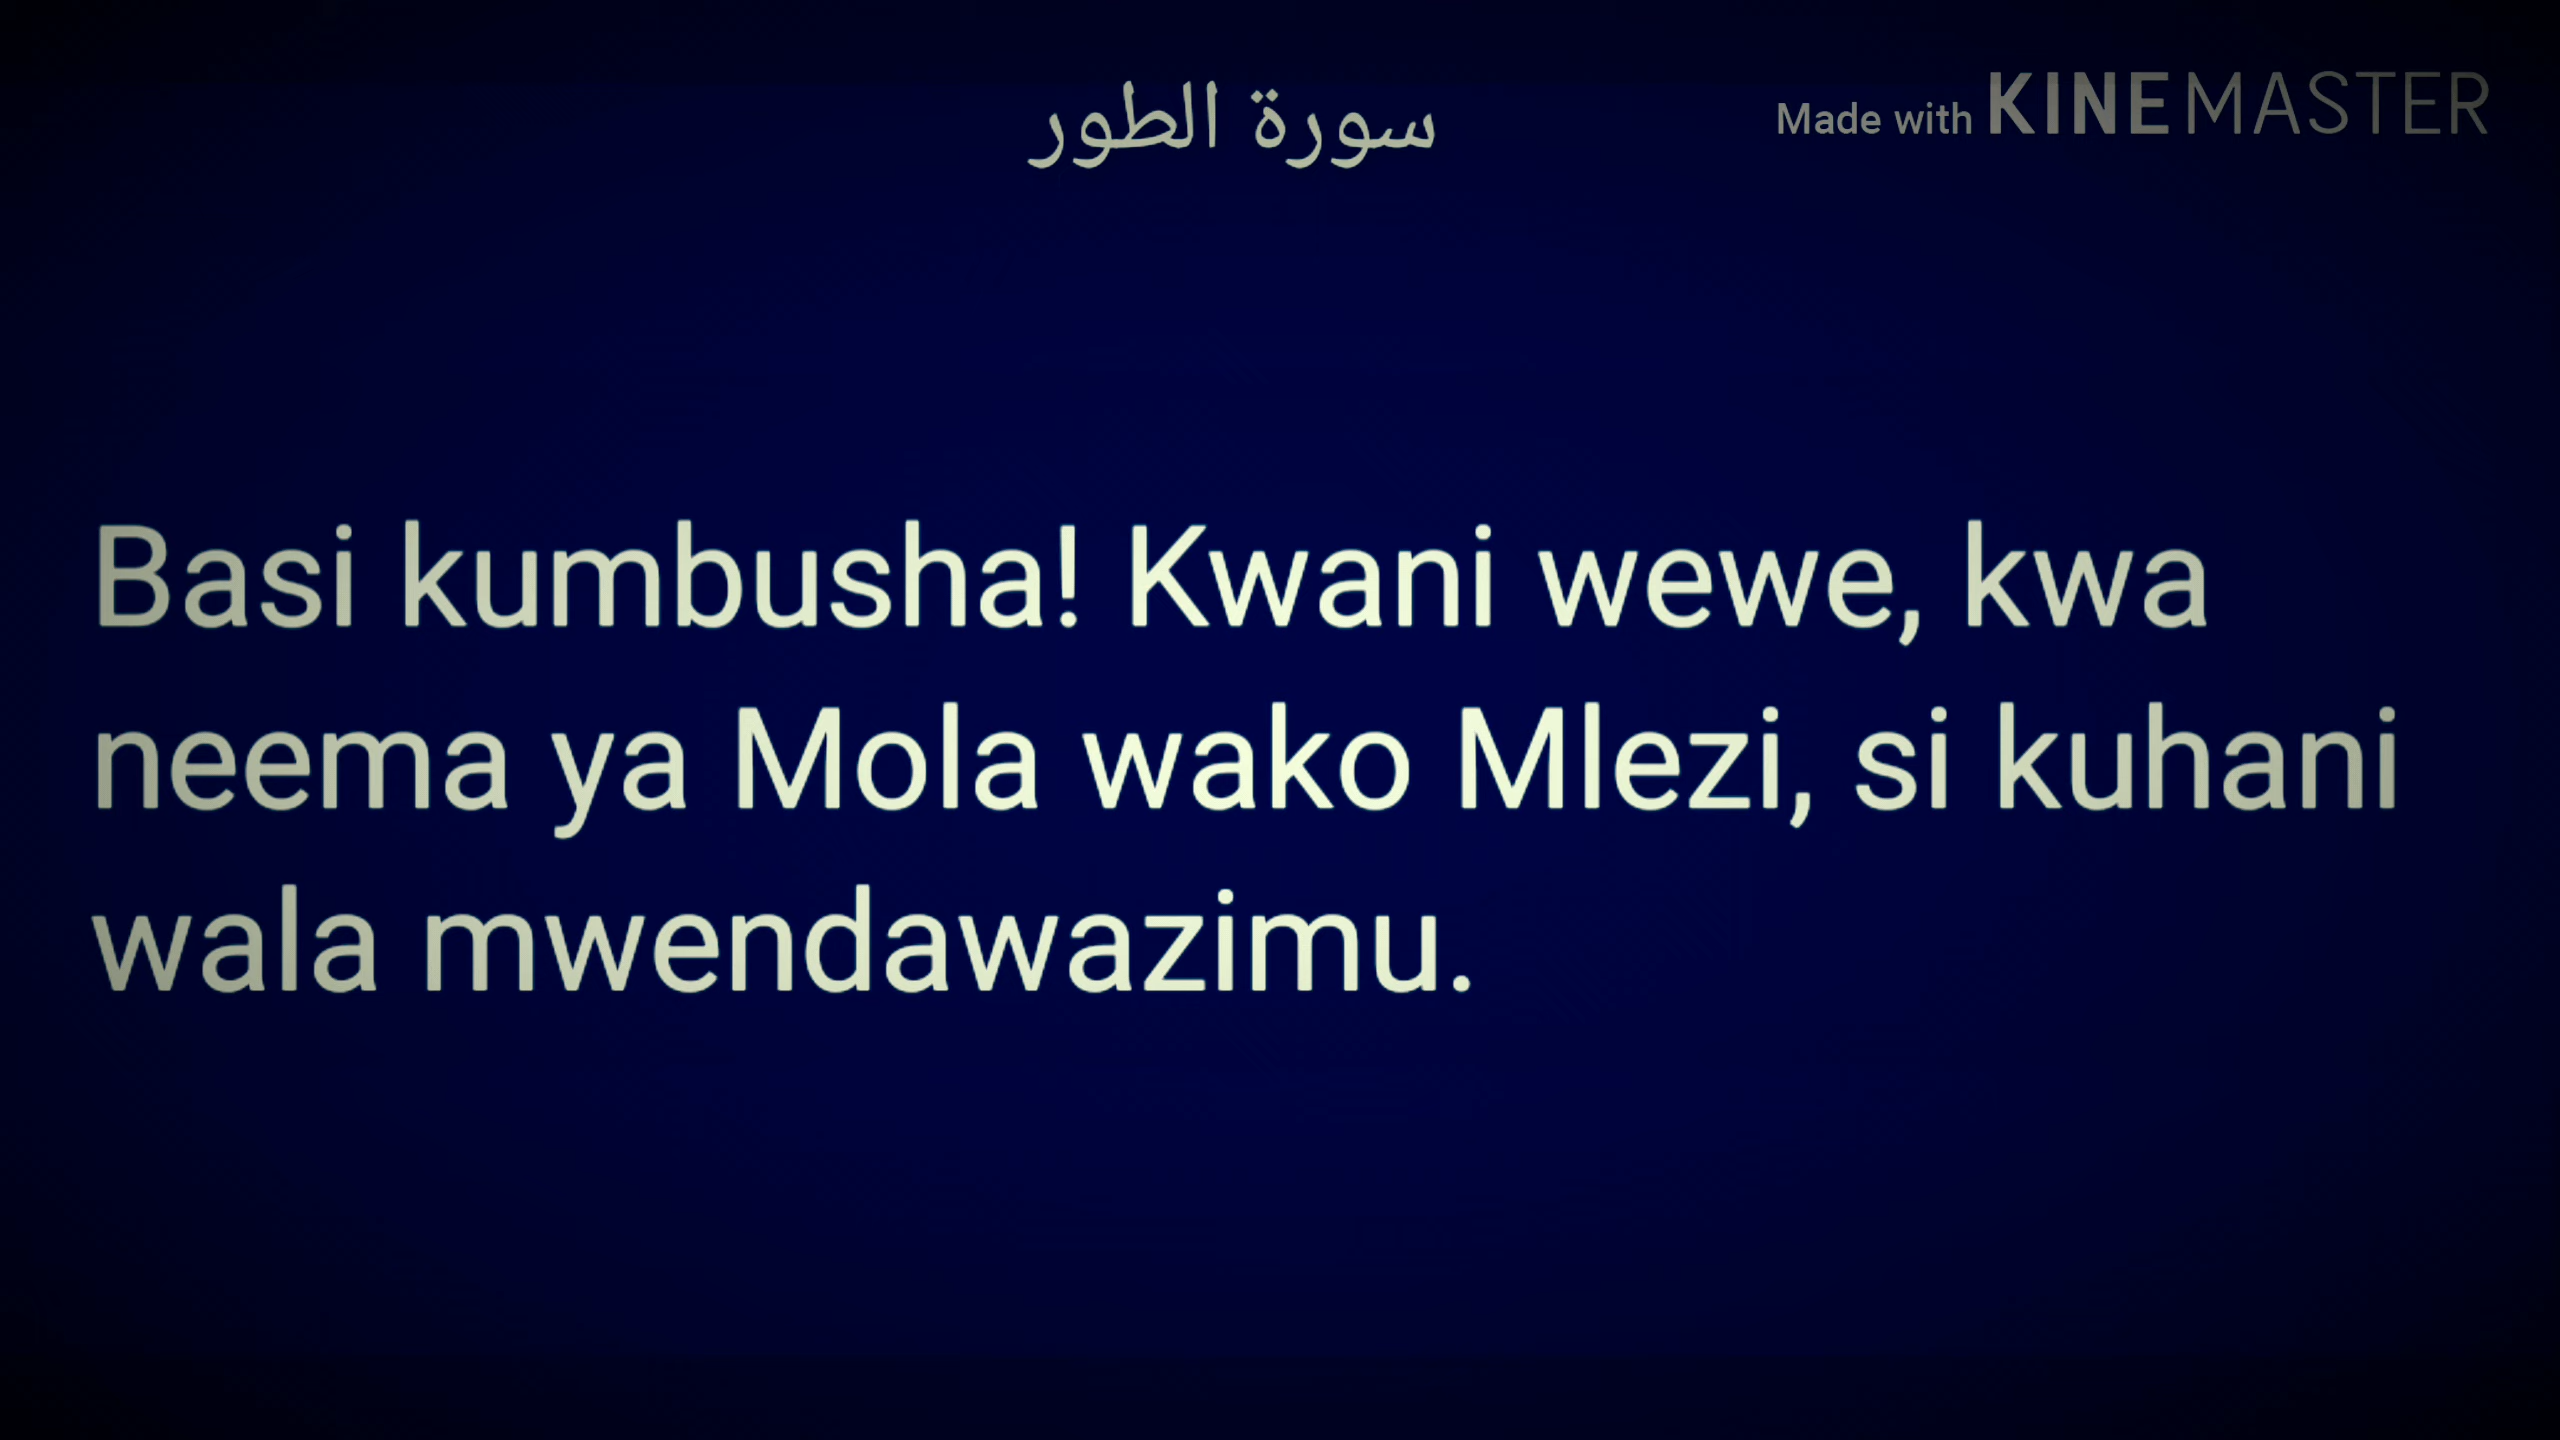 سورة الطور
Made with KINEMASTER
Basi kumbusha! Kwani wewe, kwa
neema ya Mola wako Mlezi, si kuhani
wala mwendawazimu.